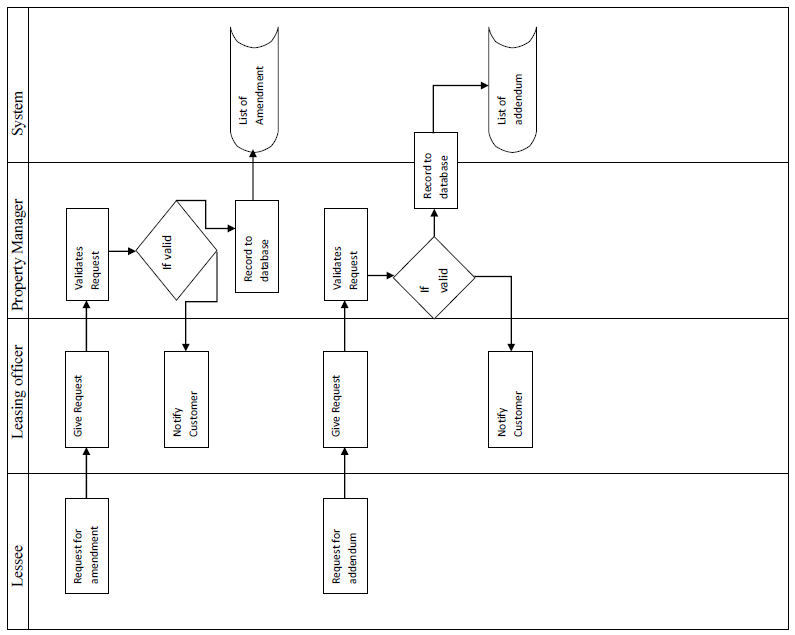 System
Property Manager
Leasing officer
Lessee
Request for
amendment
Give Request
Validates
Request
If valid
Notify
Customer
Record to
database
List of
Amendment
Request for
addendum
Give Request
Validates
Request
If
valid
Record to
database
Notify
Customer
List of
addendum